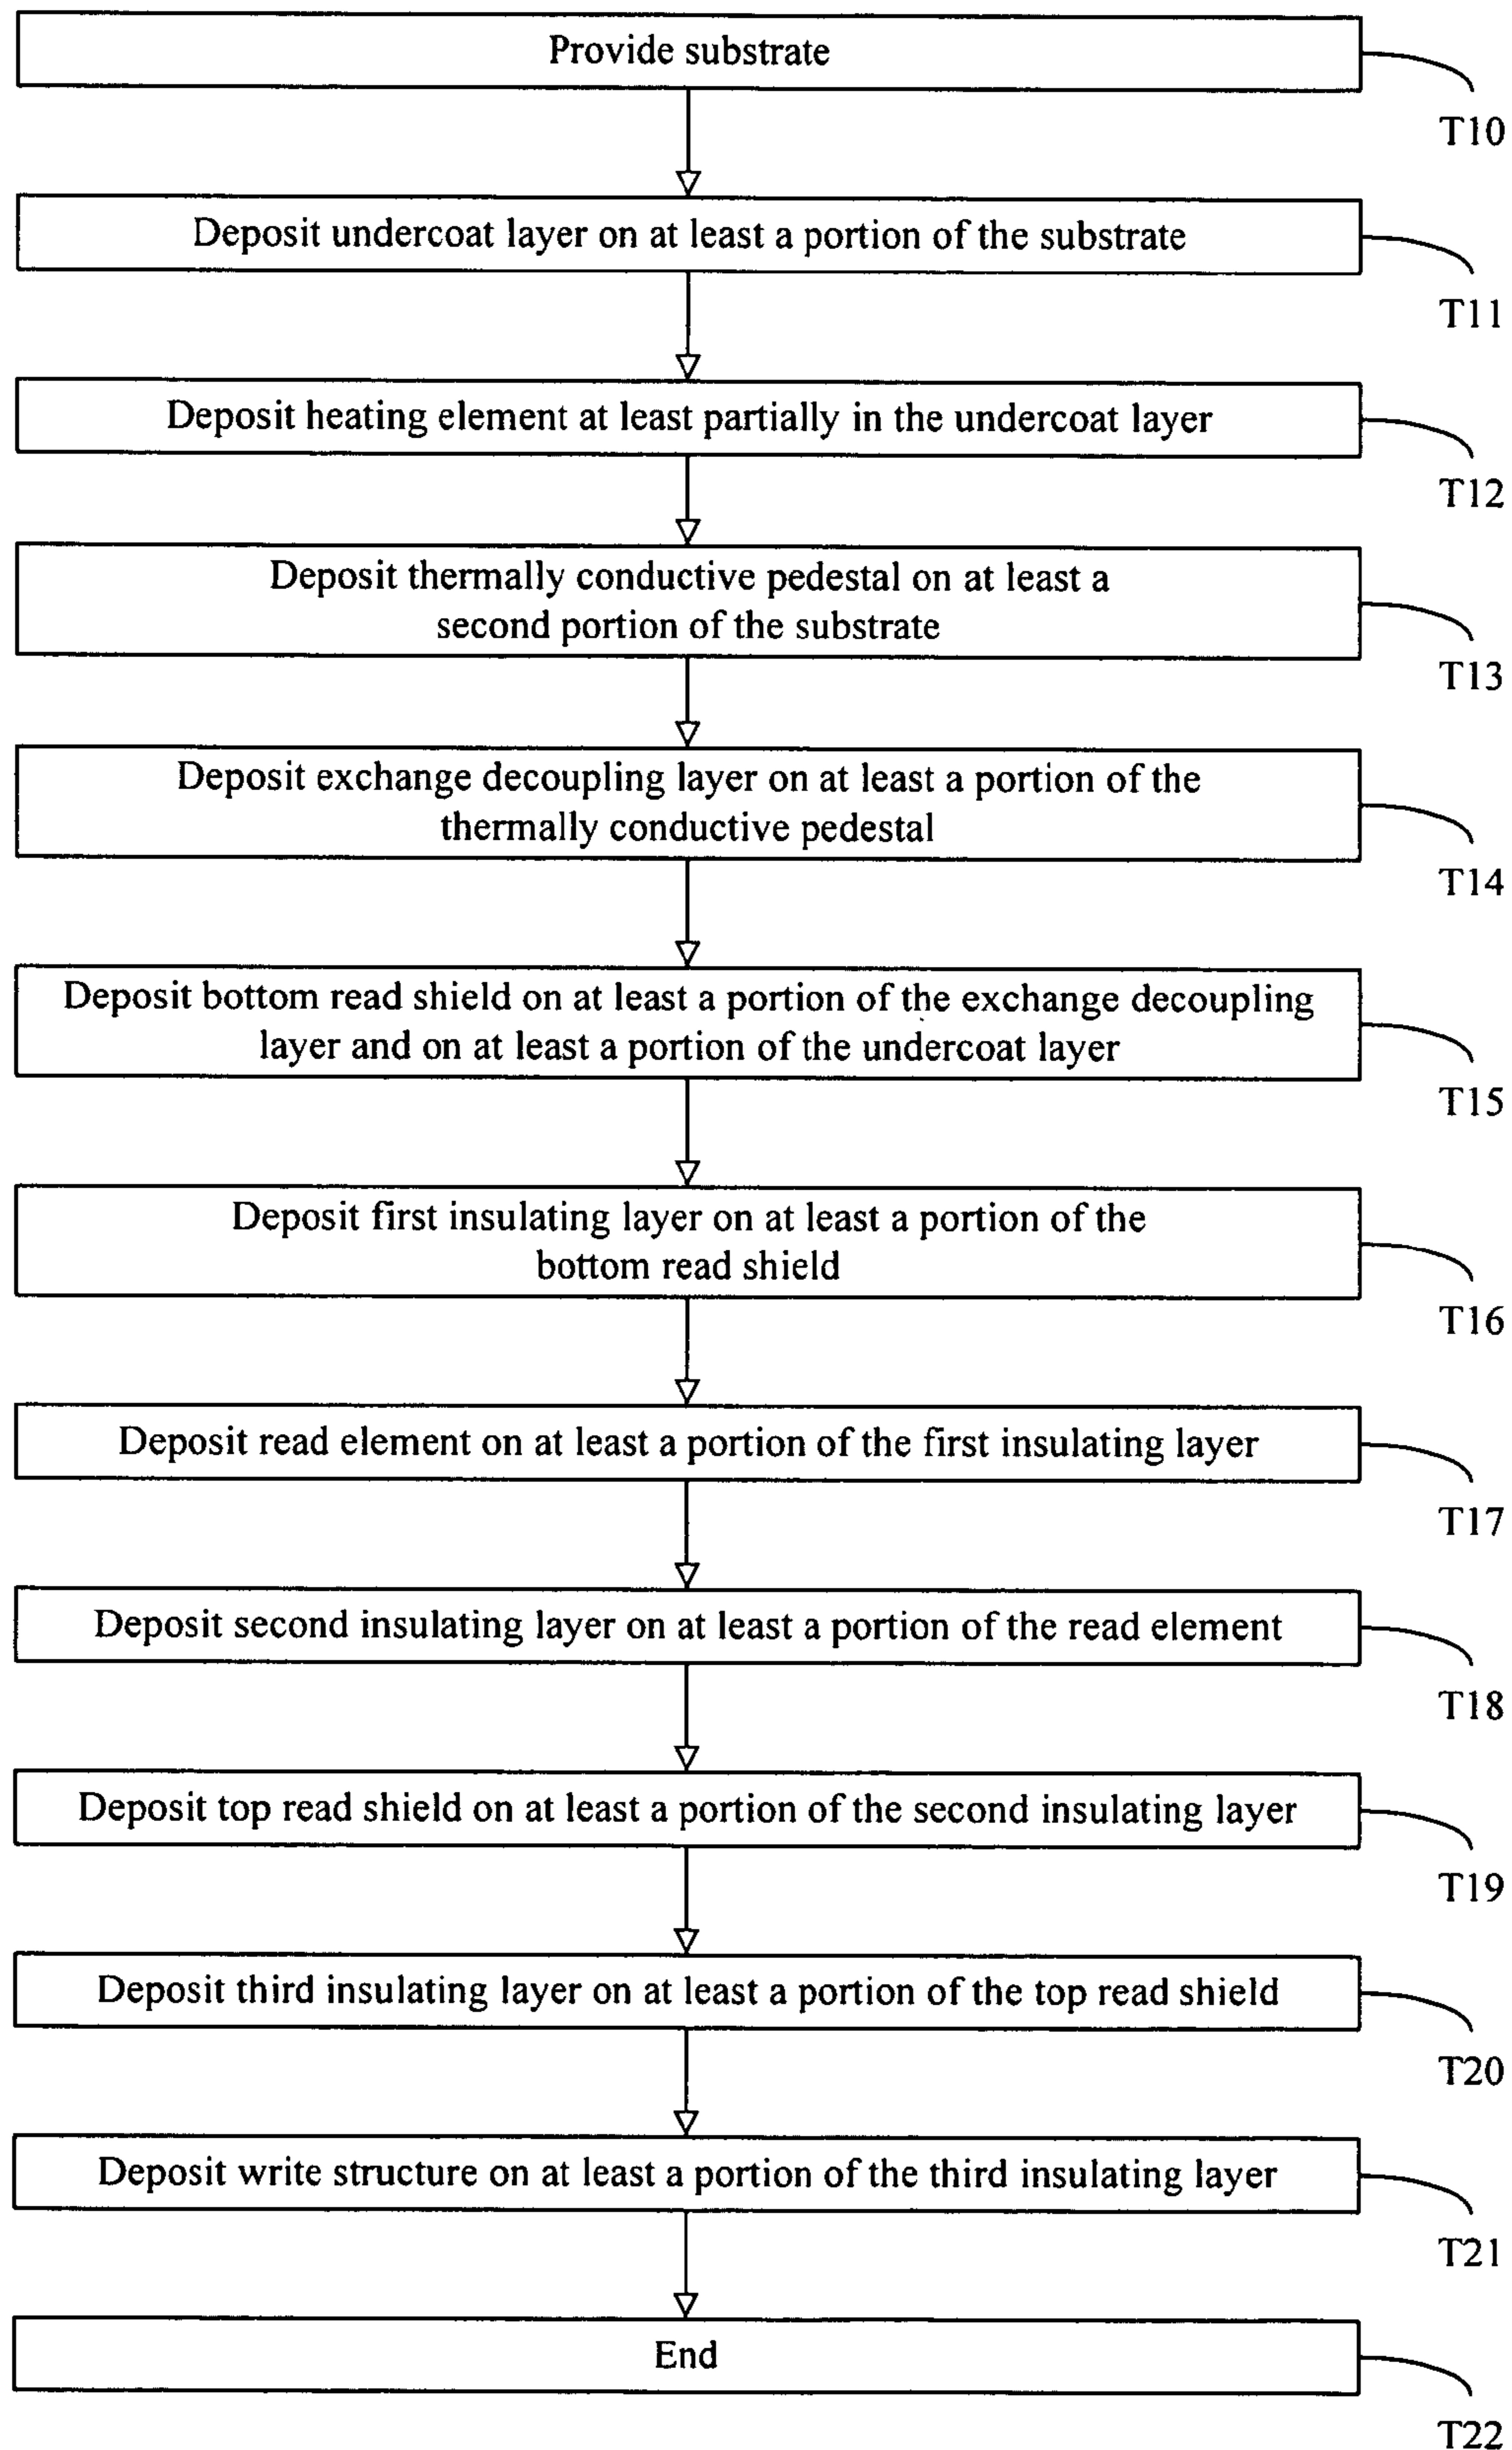 Provide substrate
T10
Deposit undercoat layer on at least a portion of the substrate
T11
Deposit heating element at least partially in the undercoat layer
T12
Deposit thermally conductive pedestal on at least a
second portion of the substrate
T13
Deposit exchange decoupling layer on at least a portion of the
thermally conductive pedestal
T14
Deposit bottom read shield on at least a portion of the exchange decoupling
layer and on at least a portion of the undercoat layer
T15
Deposit first insulating layer on at least a portion of the
bottom read shield
T16
Deposit read element on at least a portion of the first insulating layer
T17
Deposit second insulating layer on at least a portion of the read element
T18
Deposit top read shield on at least a portion of the second insulating layer
T19
Deposit third insulating layer on at least a portion of the top read shield
T20
Deposit write structure on at least a portion of the third insulating layer
T21
End
T22